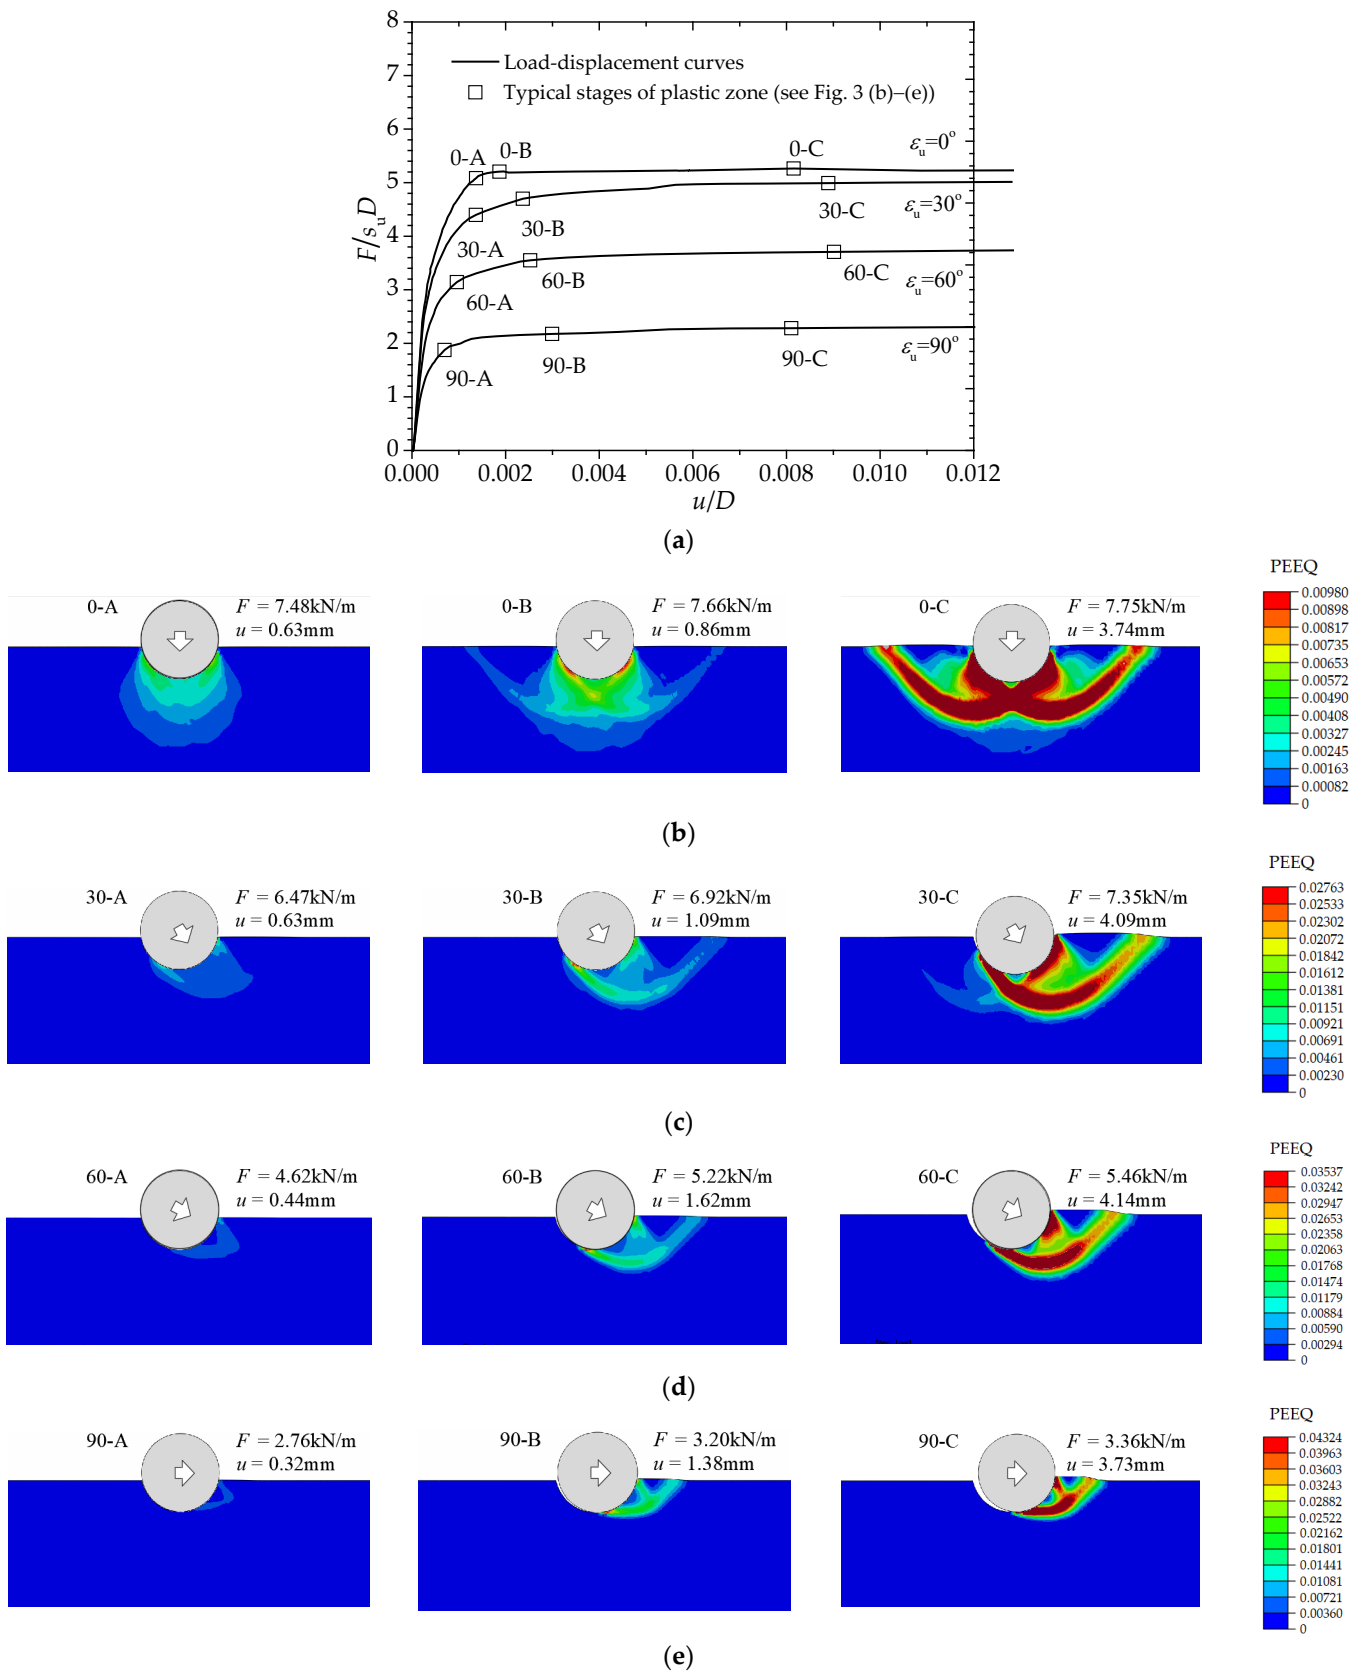 8
7
6
5
4
3
2
1
0
F/s_u D
Load-displacement curves
Typical stages of plastic zone (see Fig. 3 (b)–(e))
0-A
0-B
0-C
ε_u=0°
30-A
30-B
30-C
ε_u=30°
60-A
60-B
60-C
ε_u=60°
90-A
90-B
90-C
ε_u=90°
0.000 0.002 0.004 0.006 0.008 0.010 0.012
u/D
(a)
0-A
F = 7.48kN/m
u = 0.63mm
0-B
F = 7.66kN/m
u = 0.86mm
0-C
F = 7.75kN/m
u = 3.74mm
PEEQ
0.00980
0.00898
0.00817
0.00735
0.00653
0.00572
0.00490
0.00408
0.00327
0.00245
0.00163
0.00082
0
(b)
30-A
F = 6.47kN/m
u = 0.63mm
30-B
F = 6.92kN/m
u = 1.09mm
30-C
F = 7.35kN/m
u = 4.09mm
PEEQ
0.02763
0.02533
0.02302
0.02072
0.01842
0.01612
0.01381
0.01151
0.00921
0.00691
0.00461
0.00230
0
(c)
60-A
F = 4.62kN/m
u = 0.44mm
60-B
F = 5.22kN/m
u = 1.62mm
60-C
F = 5.46kN/m
u = 4.14mm
PEEQ
0.03537
0.03242
0.02947
0.02653
0.02358
0.02063
0.01768
0.01474
0.01179
0.00884
0.00590
0.00294
0
(d)
90-A
F = 2.76kN/m
u = 0.32mm
90-B
F = 3.20kN/m
u = 1.38mm
90-C
F = 3.36kN/m
u = 3.73mm
PEEQ
0.04324
0.03963
0.03603
0.03243
0.02882
0.02522
0.02162
0.01801
0.01441
0.01081
0.00721
0.00360
0
(e)